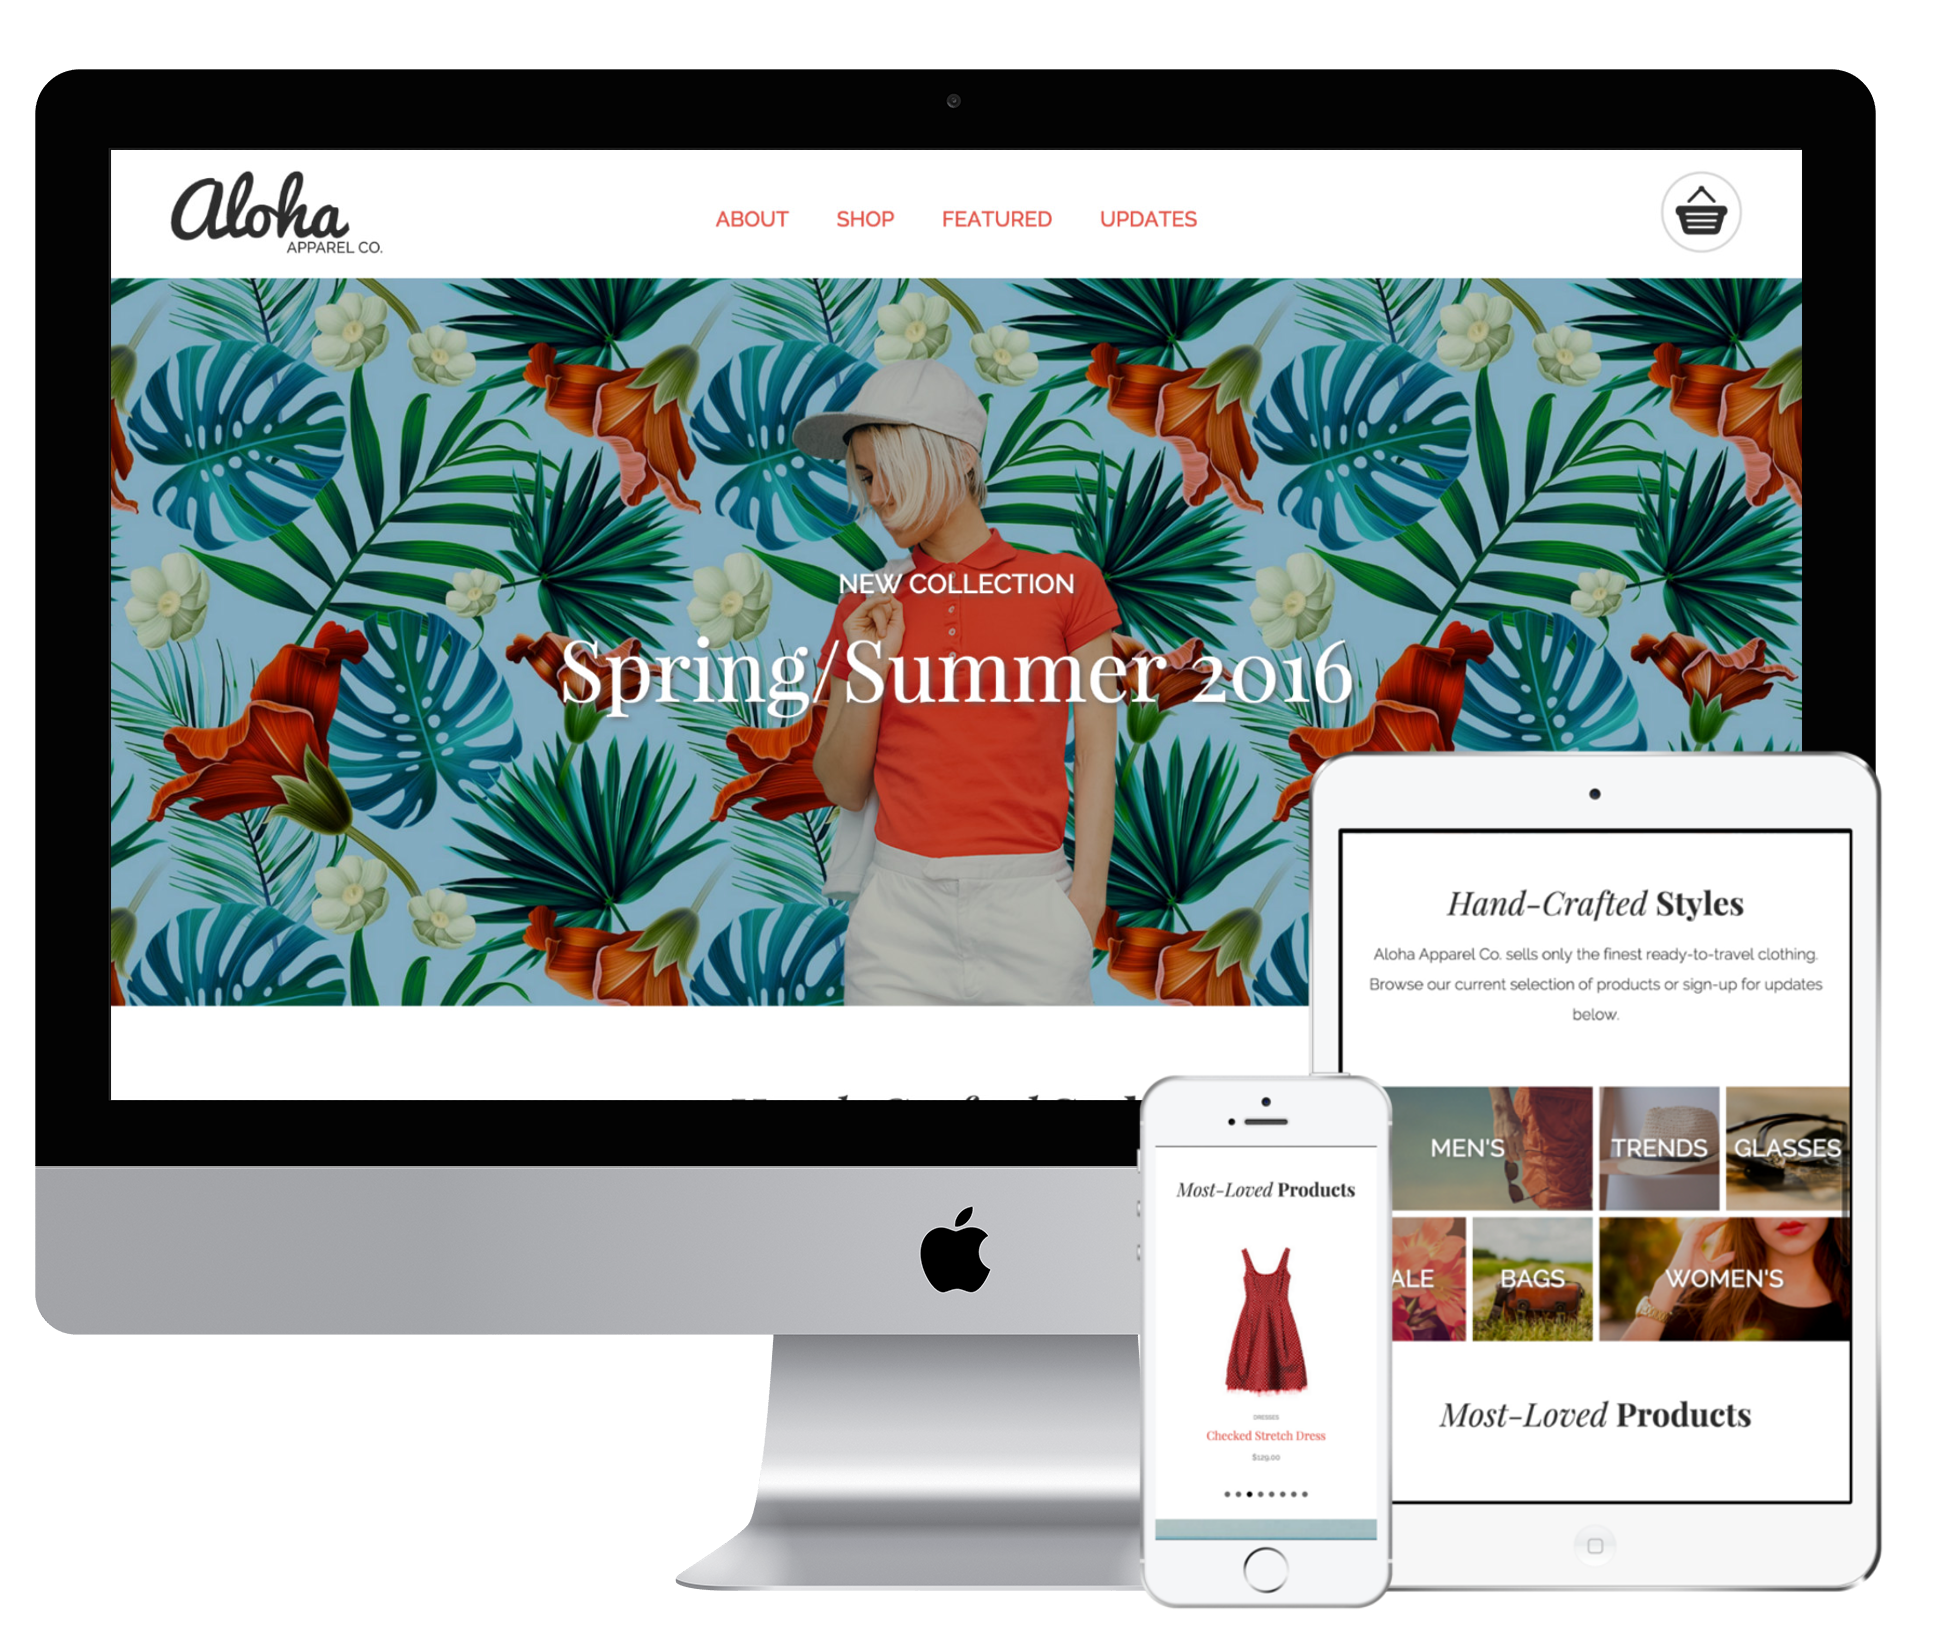 Aloha
APPAREL CO.
ABOUT SHOP FEATURED UPDATES
NEW COLLECTION
Spring/Summer 2016
Hand-Crafted Styles
Aloha Apparel Co. sells only the finest ready-to-travel clothing.
Browse our current selection of products or sign-up for updates
below.
MEN'S TRENDS GLASSES
ALE BAGS WOMEN'S
Most-Loved Products
Most-Loved Products
DRESSES
Checked Stretch Dress
$129.00